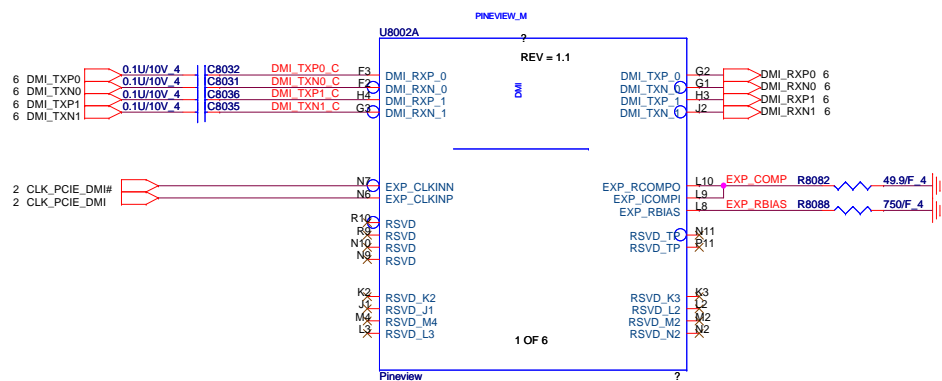 PINEVIEW_M
U8002A
?
REV = 1.1
DMI
6 DMI_TXP0 0.1U/10V_4 C8032 DMI_TXP0_C F3 DMI_RXP_0
6 DMI_TXN0 0.1U/10V_4 C8031 DMI_TXN0_C F2 DMI_RXN_0
6 DMI_TXP1 0.1U/10V_4 C8036 DMI_TXP1_C H4 DMI_RXP_1
6 DMI_TXN1 0.1U/10V_4 C8035 DMI_TXN1_C G3 DMI_RXN_1
DMI_TXP_0 G2 DMI_RXP0 6
DMI_TXN_0 G1 DMI_RXN0 6
DMI_TXP_1 H3 DMI_RXP1 6
DMI_TXN_1 J2 DMI_RXN1 6
2 CLK_PCIE_DMI# N7 EXP_CLKINN
2 CLK_PCIE_DMI N6 EXP_CLKINP
EXP_RCOMPO L10 EXP_COMP R8082 49.9/F_4
EXP_ICOMPI L9
EXP_RBIAS L8 EXP_RBIAS R8088 750/F_4
R10 RSVD
R9 RSVD
N10 RSVD
N9 RSVD
RSVD_TP N11
RSVD_TP P11
K2 RSVD_K2
J1 RSVD_J1
M4 RSVD_M4
L3 RSVD_L3
RSVD_K3 K3
RSVD_L2 L2
RSVD_M2 M2
RSVD_N2 N2
1 OF 6
Pineview ?